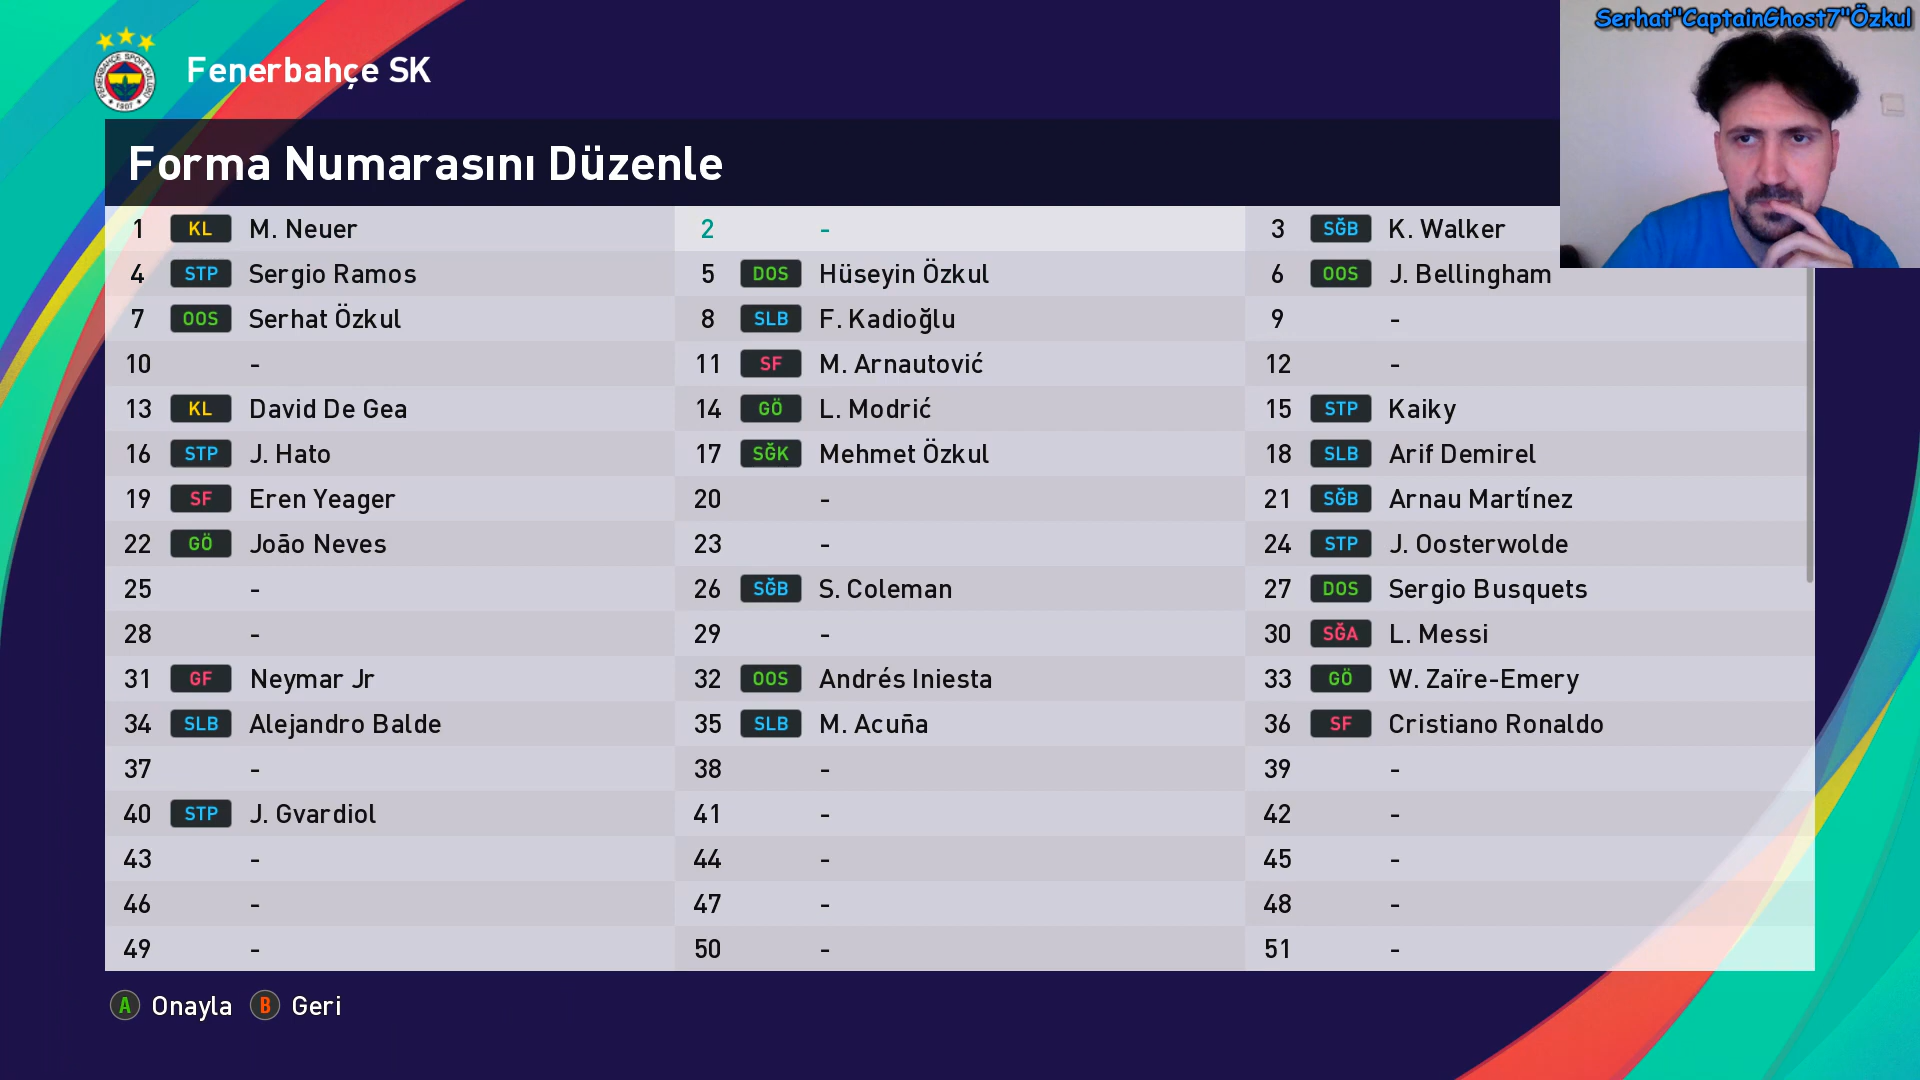 Serhat"CaptainGhost7"Özkul
FENERBAHÇE SPOR KULÜBÜ
★ 1907 ★
Fenerbahçe SK
Forma Numarasını Düzenle
1 KL M. Neuer 2 - 3 SĞB K. Walker
4 STP Sergio Ramos 5 DOS Hüseyin Özkul 6 OOS J. Bellingham
7 OOS Serhat Özkul 8 SLB F. Kadioğlu 9 -
10 - 11 SF M. Arnautović 12 -
13 KL David De Gea 14 GÖ L. Modrić 15 STP Kaiky
16 STP J. Hato 17 SĞK Mehmet Özkul 18 SLB Arif Demirel
19 SF Eren Yeager 20 - 21 SĞB Arnau Martínez
22 GÖ João Neves 23 - 24 STP J. Oosterwolde
25 - 26 SĞB S. Coleman 27 DOS Sergio Busquets
28 - 29 - 30 SĞA L. Messi
31 GF Neymar Jr 32 OOS Andrés Iniesta 33 GÖ W. Zaïre-Emery
34 SLB Alejandro Balde 35 SLB M. Acuña 36 SF Cristiano Ronaldo
37 - 38 - 39 -
40 STP J. Gvardiol 41 - 42 -
43 - 44 - 45 -
46 - 47 - 48 -
49 - 50 - 51 -
A Onayla B Geri